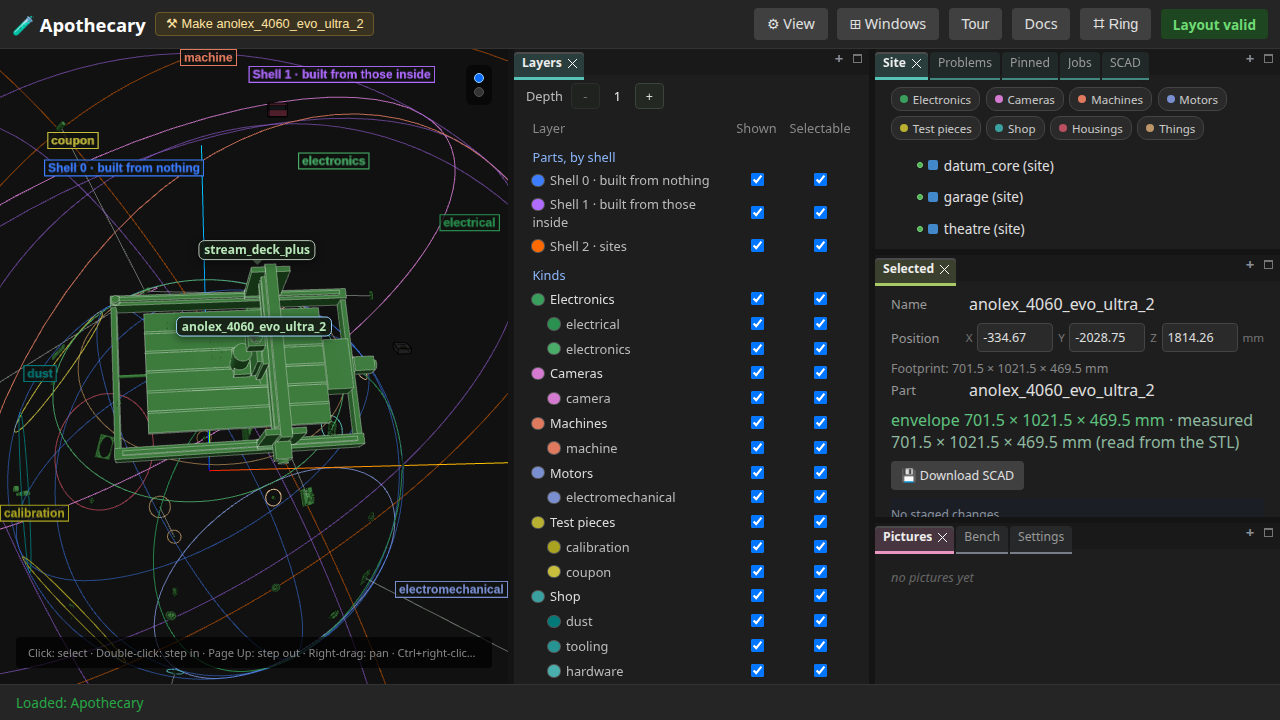 🧪 Apothecary
⚒ Make anolex_4060_evo_ultra_2
⚙ View
⊞ Windows
Tour
Docs
⌗ Ring
Layout valid
machine
Shell 1 · built from those inside
coupon
Shell 0 · built from nothing
electronics
electrical
stream_deck_plus
anolex_4060_evo_ultra_2
dust
calibration
electromechanical
Click: select · Double-click: step in · Page Up: step out · Right-drag: pan · Ctrl+right-clic...
Layers
Depth - 1 +
Layer Shown Selectable
Parts, by shell
Shell 0 · built from nothing
Shell 1 · built from those
inside
Shell 2 · sites
Kinds
Electronics
electrical
electronics
Cameras
camera
Machines
machine
Motors
electromechanical
Test pieces
calibration
coupon
Shop
dust
tooling
hardware
Site Problems Pinned Jobs SCAD
Electronics Cameras Machines Motors
Test pieces Shop Housings Things
datum_core (site)
garage (site)
theatre (site)
Selected
Name anolex_4060_evo_ultra_2
Position X -334.67 Y -2028.75 Z 1814.26 mm
Footprint: 701.5 × 1021.5 × 469.5 mm
Part anolex_4060_evo_ultra_2
envelope 701.5 × 1021.5 × 469.5 mm · measured
701.5 × 1021.5 × 469.5 mm (read from the STL)
💾 Download SCAD
No staged changes
Pictures Bench Settings
no pictures yet
Loaded: Apothecary